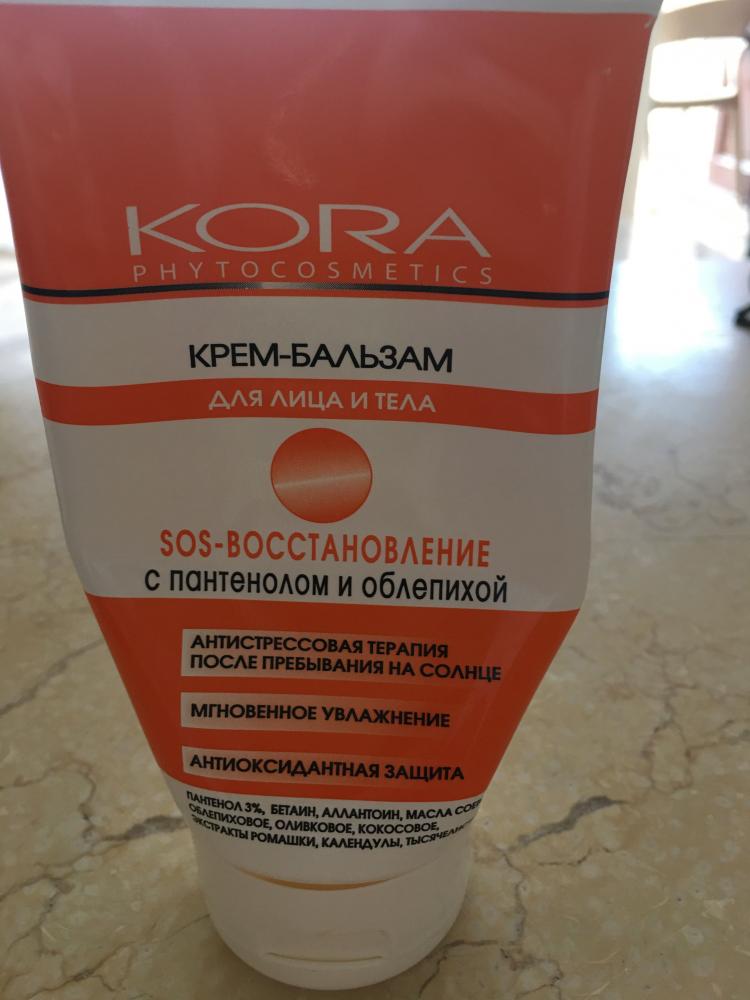 KORA
PHYTOCOSMETICS
КРЕМ-БАЛЬЗАМ
ДЛЯ ЛИЦА И ТЕЛА
SOS-ВОССТАНОВЛЕНИЕ
с пантенолом и облепихой
АНТИСТРЕССОВАЯ ТЕРАПИЯ
ПОСЛЕ ПРЕБЫВАНИЯ НА СОЛНЦЕ
МГНОВЕННОЕ УВЛАЖНЕНИЕ
АНТИОКСИДАНТНАЯ ЗАЩИТА
ПАНТЕНОЛ 3%, БЕТАИН, АЛЛАНТОИН, МАСЛА
ОБЛЕПИХОВОЕ, ОЛИВКОВОЕ, КОКОСОВОЕ,
ЭКСТРАКТЫ РОМАШКИ, КАЛЕНДУЛЫ,